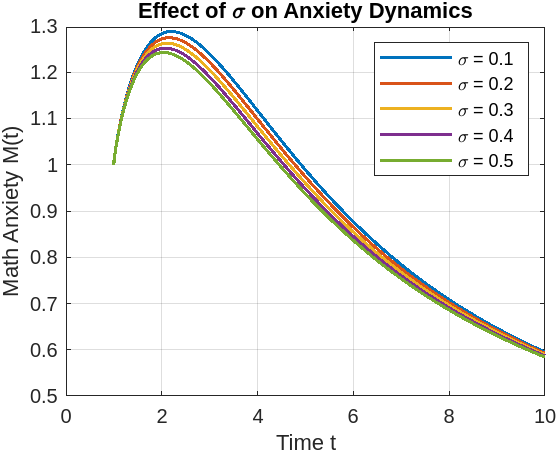 Effect of σ on Anxiety Dynamics
1.3
1.2
1.1
1
0.9
0.8
0.7
0.6
0.5
Math Anxiety M(t)
σ = 0.1
σ = 0.2
σ = 0.3
σ = 0.4
σ = 0.5
0 2 4 6 8 10
Time t